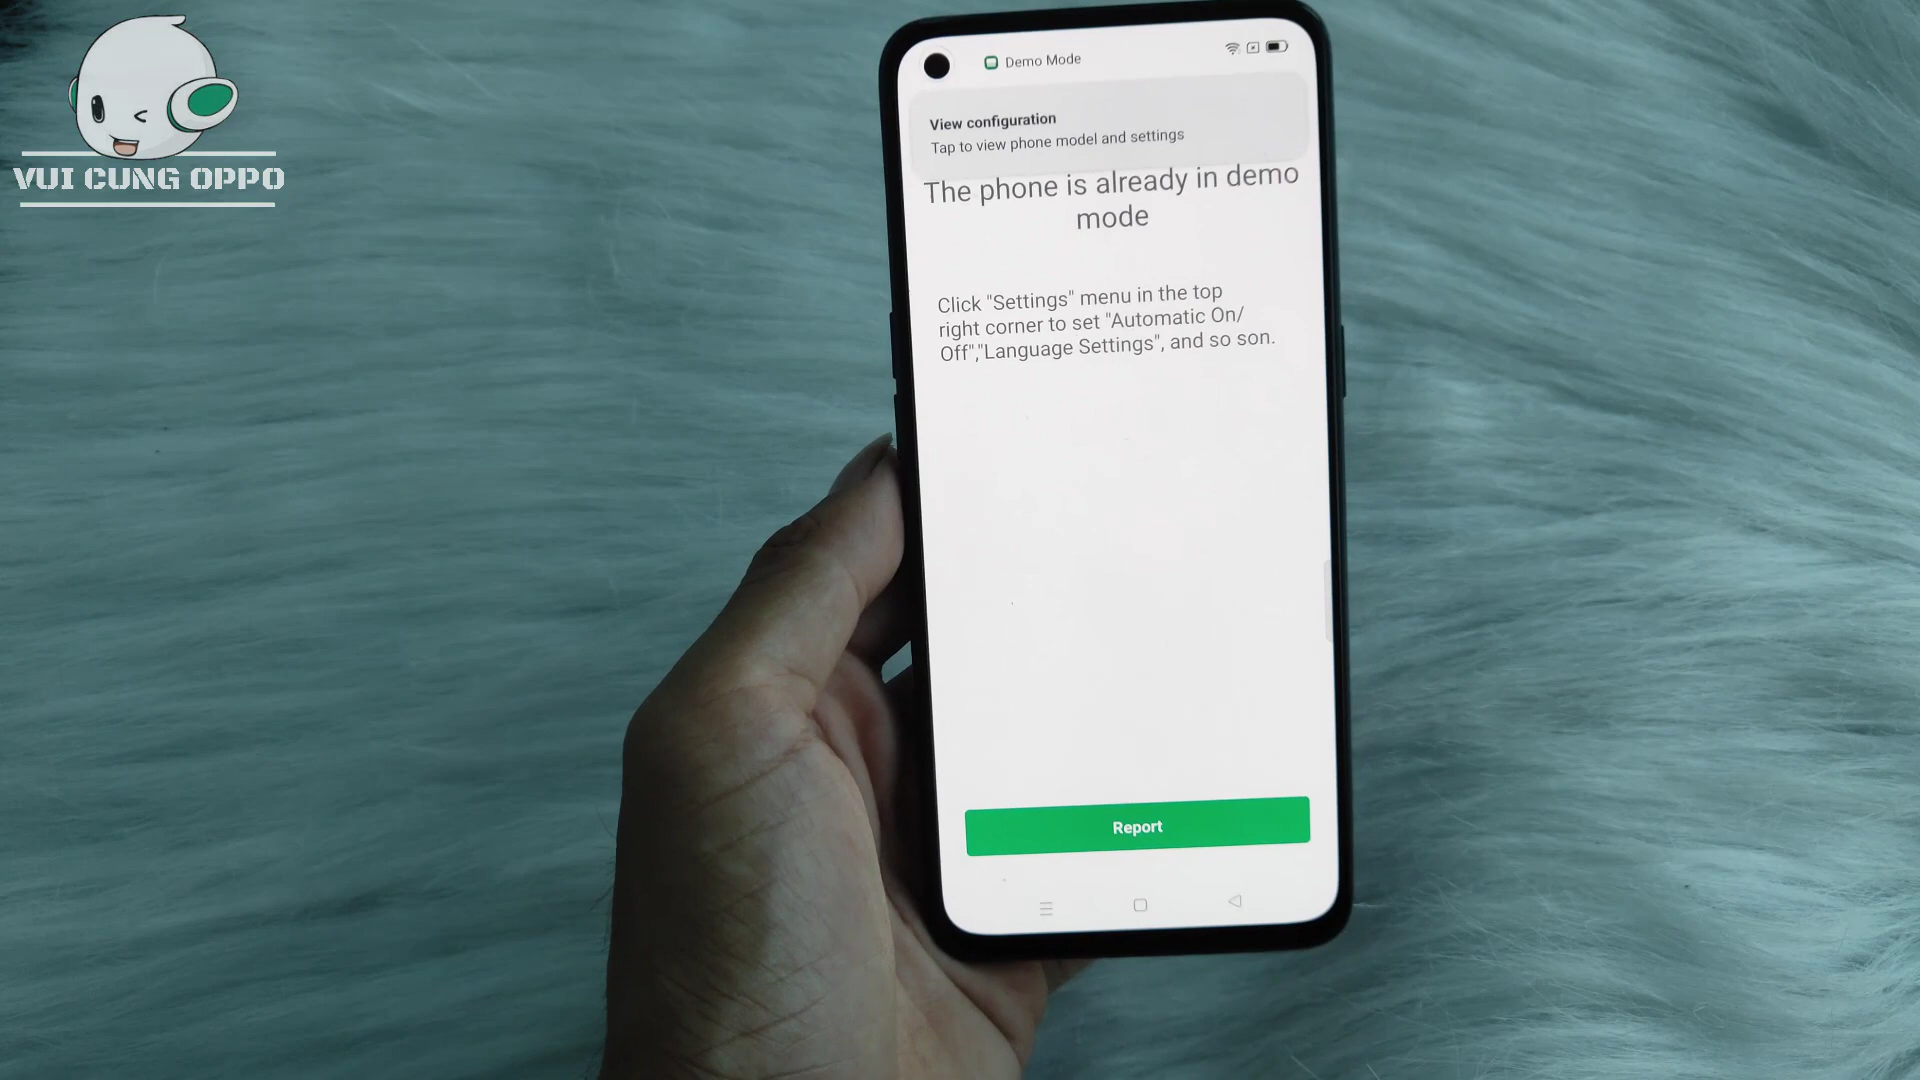 VUI CUNG OPPO
Demo Mode
View configuration
Tap to view phone model and settings
The phone is already in demo
mode
Click "Settings" menu in the top
right corner to set "Automatic On/
Off","Language Settings", and so son.
Report